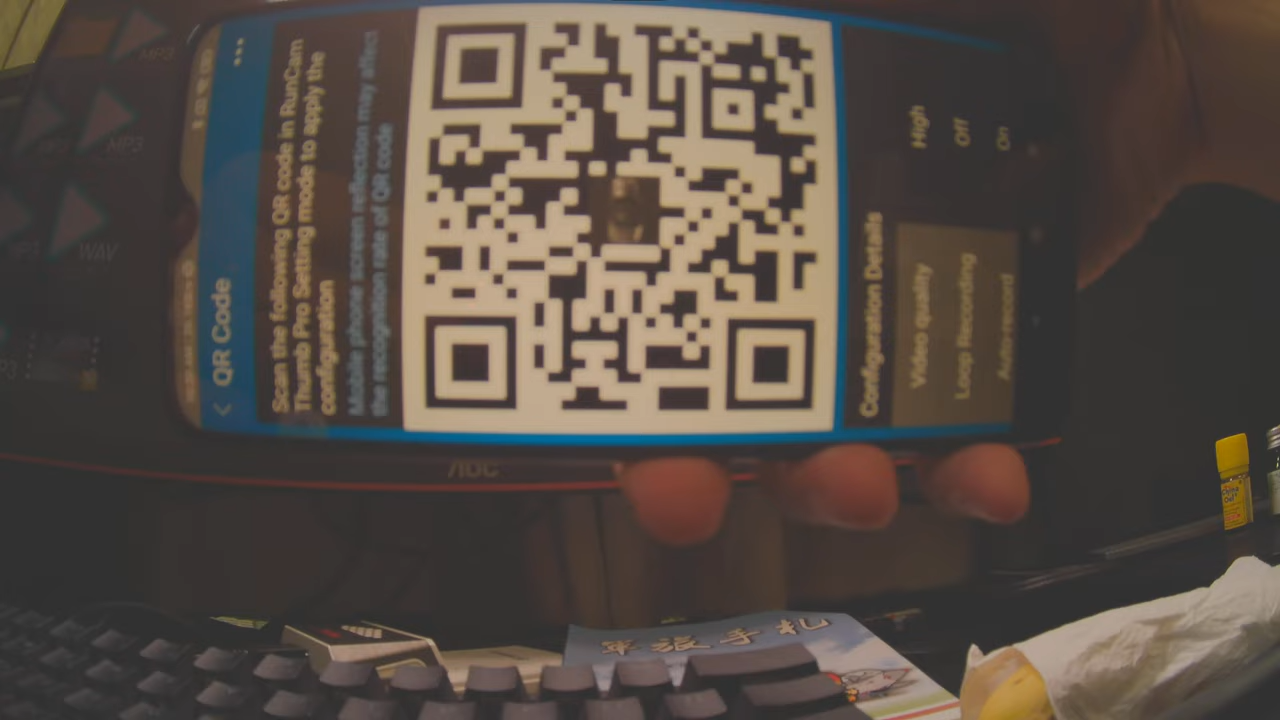 QR Code
Scan the following QR code in RunCam
Thumb Pro Setting mode to apply the
configuration
Mobile phone screen reflection may affect
the recognition rate of QR code
Configuration Details
Video quality High
Loop Recording Off
Auto-record On
MP3
MP3
WAV
AOC
軍旅手札